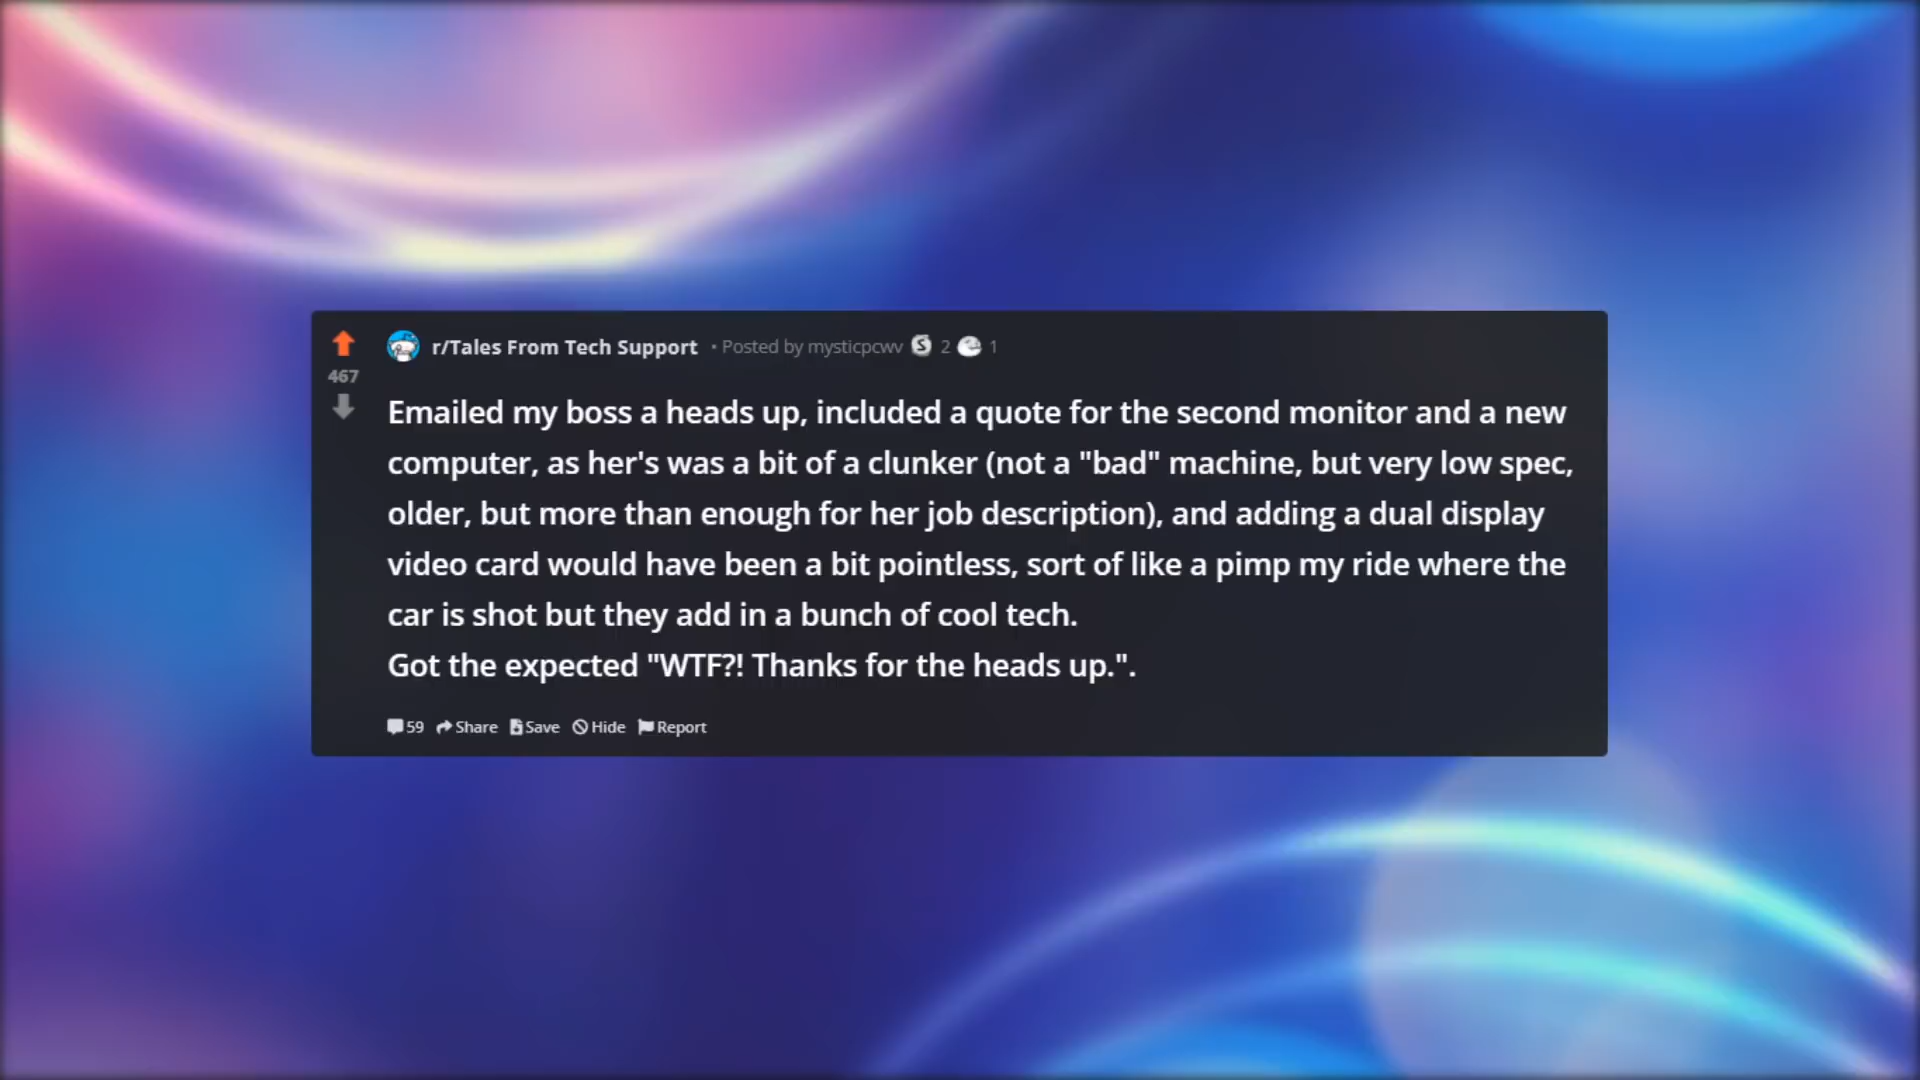 r/Tales From Tech Support • Posted by mysticpcwv S 2 1
467
Emailed my boss a heads up, included a quote for the second monitor and a new
computer, as her's was a bit of a clunker (not a "bad" machine, but very low spec,
older, but more than enough for her job description), and adding a dual display
video card would have been a bit pointless, sort of like a pimp my ride where the
car is shot but they add in a bunch of cool tech.
Got the expected "WTF?! Thanks for the heads up.".
59 Share Save Hide Report